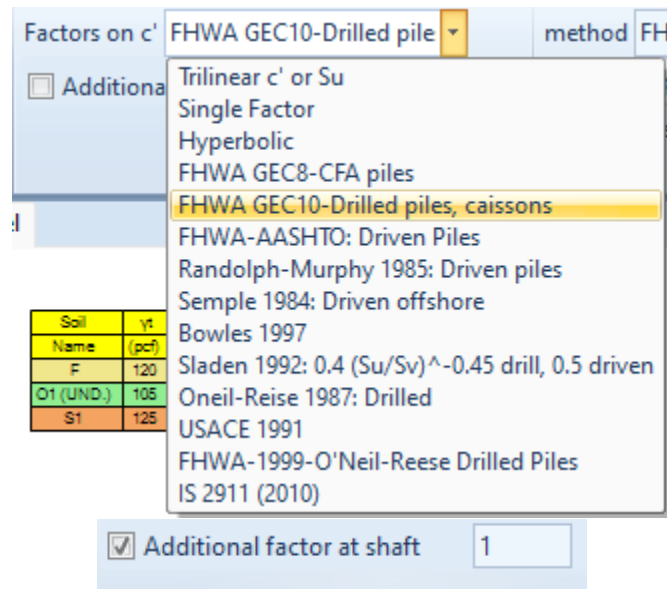 Factors on c' FHWA GEC10-Drilled pile method FH
Additiona
Trilinear c' or Su
Single Factor
Hyperbolic
FHWA GEC8-CFA piles
FHWA GEC10-Drilled piles, caissons
FHWA-AASHTO: Driven Piles
Randolph-Murphy 1985: Driven piles
Semple 1984: Driven offshore
Bowles 1997
Sladen 1992: 0.4 (Su/Sv)^-0.45 drill, 0.5 driven
Oneil-Reise 1987: Drilled
USACE 1991
FHWA-1999-O'Neil-Reese Drilled Piles
IS 2911 (2010)
Soil γt
Name (pcf)
F 120
O1 (UND.) 105
S1 125
Additional factor at shaft 1